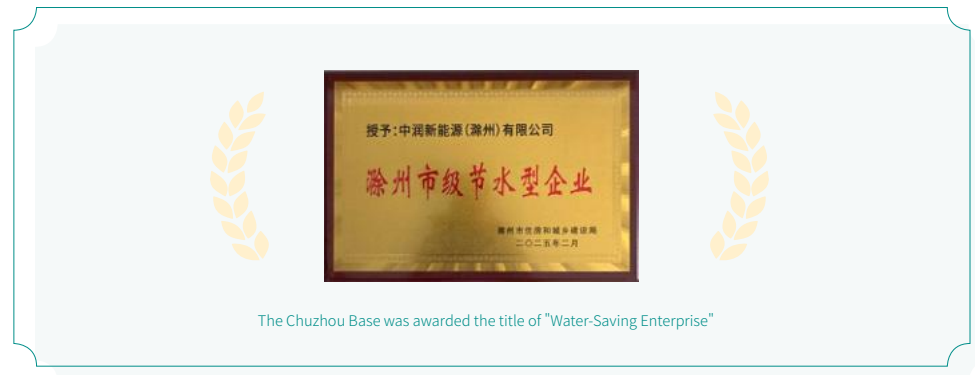 授予：中润新能源（滁州）有限公司
滁州市级节水型企业
滁州市住房和城乡建设局
二〇二五年二月
The Chuzhou Base was awarded the title of "Water-Saving Enterprise"